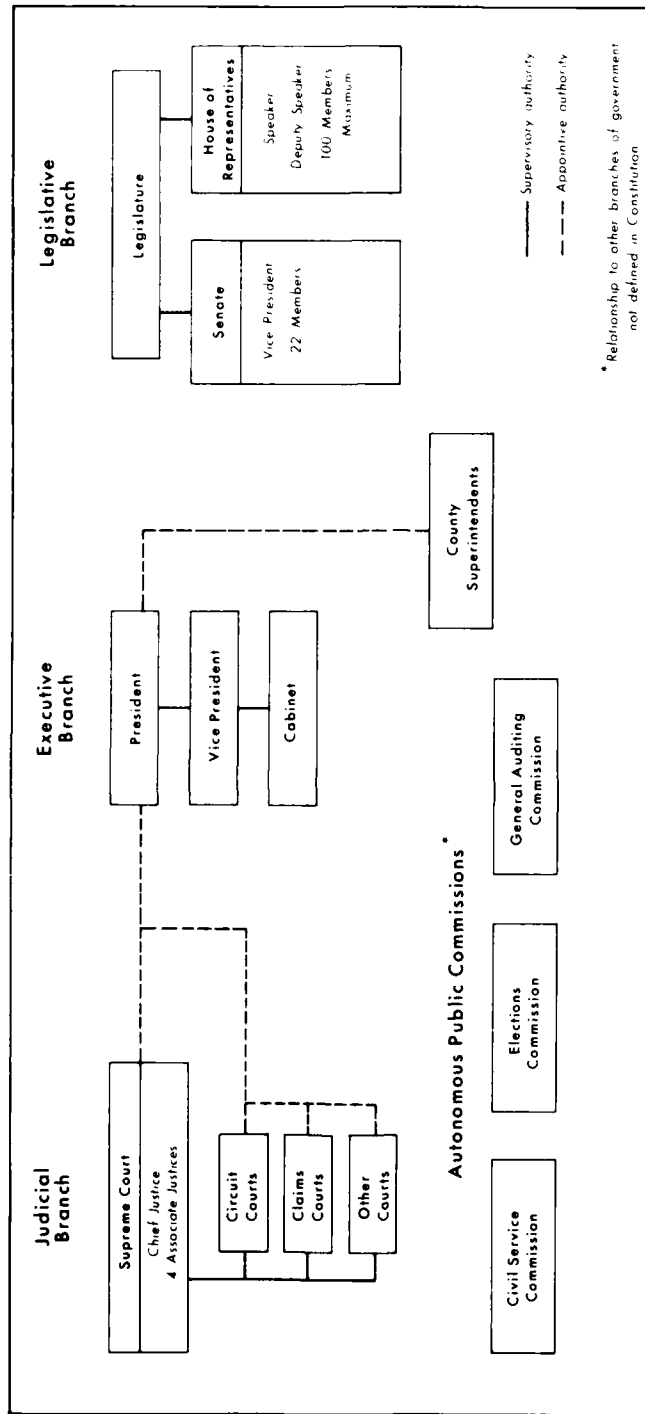 Judicial
Branch
Supreme Court
Chief Justice
4 Associate Justices
Circuit
Courts
Claims
Courts
Other
Courts
Executive
Branch
President
Vice President
Cabinet
County
Superintendents
Legislative
Branch
Legislature
Senate
Vice President
22 Members
House of
Representatives
Speaker
Deputy Speaker
100 Members
Maximum
Autonomous Public Commissions*
Civil Service
Commission
Elections
Commission
General Auditing
Commission
Supervisory authority
Appointive authority
* Relationship to other branches of government
not defined in Constitution